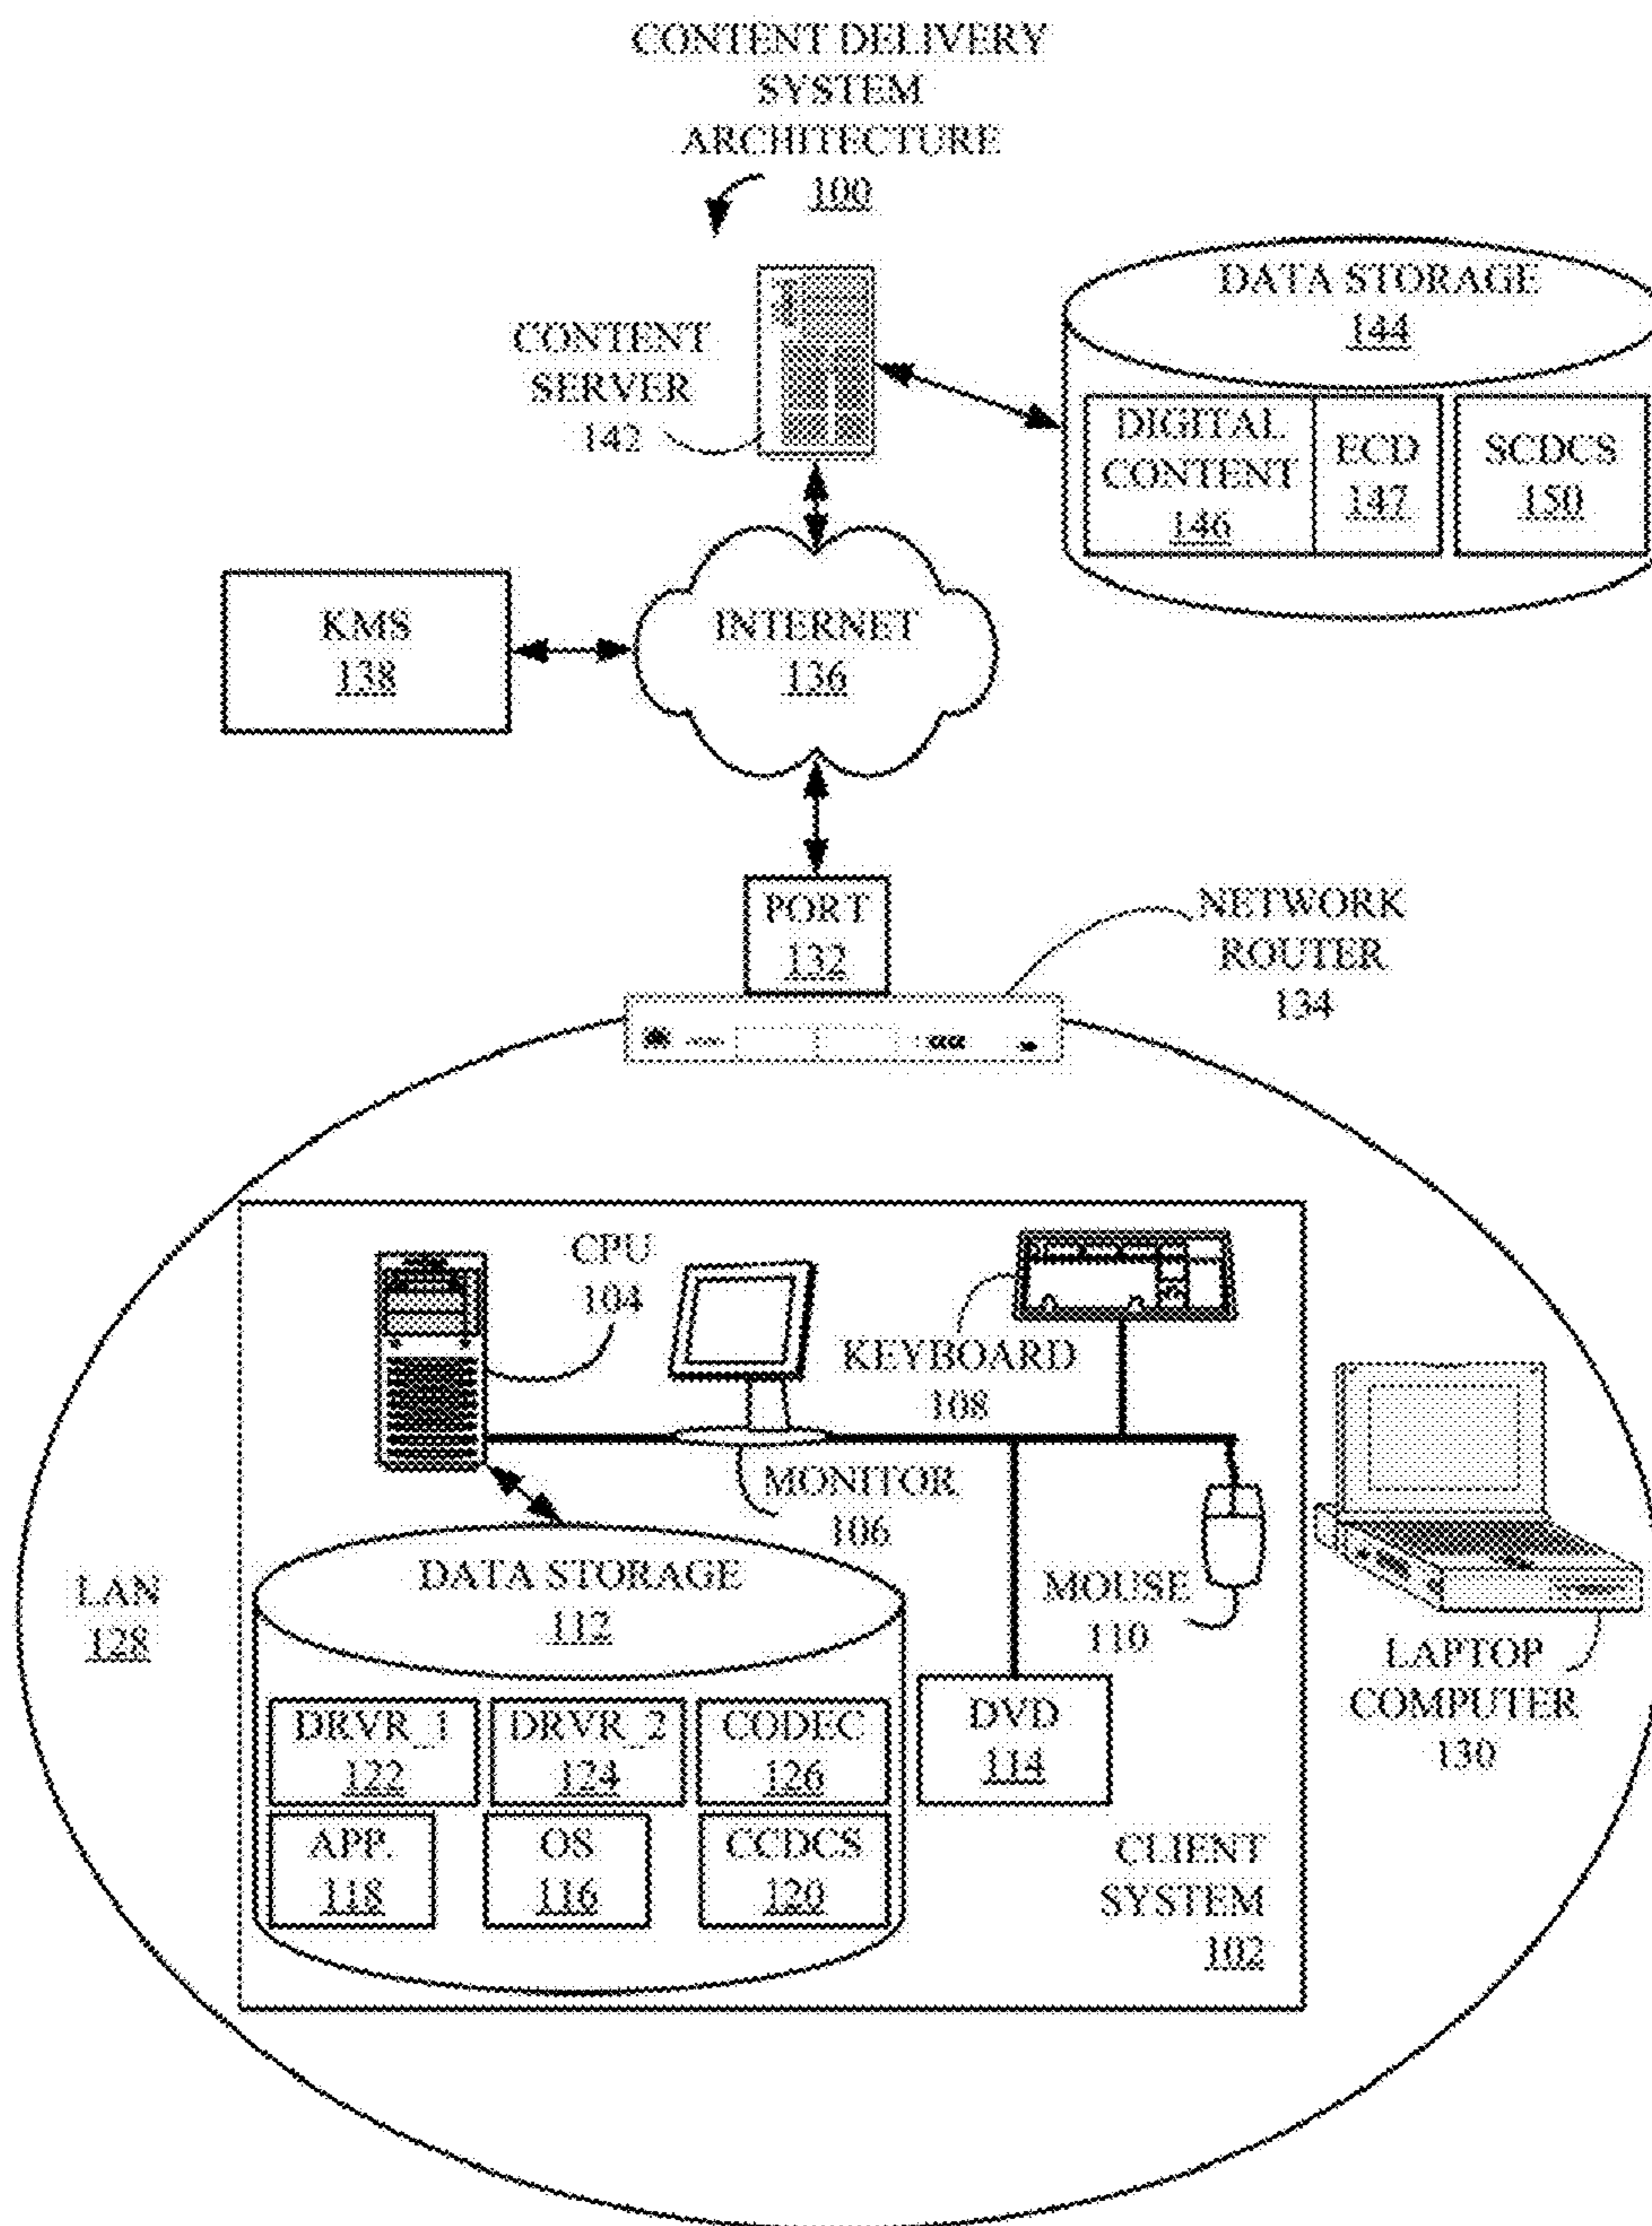 CONTENT DELIVERY
SYSTEM
ARCHITECTURE
100
CONTENT
SERVER
142
DATA STORAGE
144
DIGITAL
CONTENT
146
ECD
147
SCDCS
150
KMS
138
INTERNET
136
PORT
132
NETWORK
ROUTER
134
CPU
104
KEYBOARD
108
MONITOR
106
LAN
128
DATA STORAGE
112
MOUSE
110
LAPTOP
COMPUTER
130
DRVR_1
122
DRVR_2
124
CODEC
126
DVD
114
APP.
118
OS
116
CCDCS
120
CLIENT
SYSTEM
102